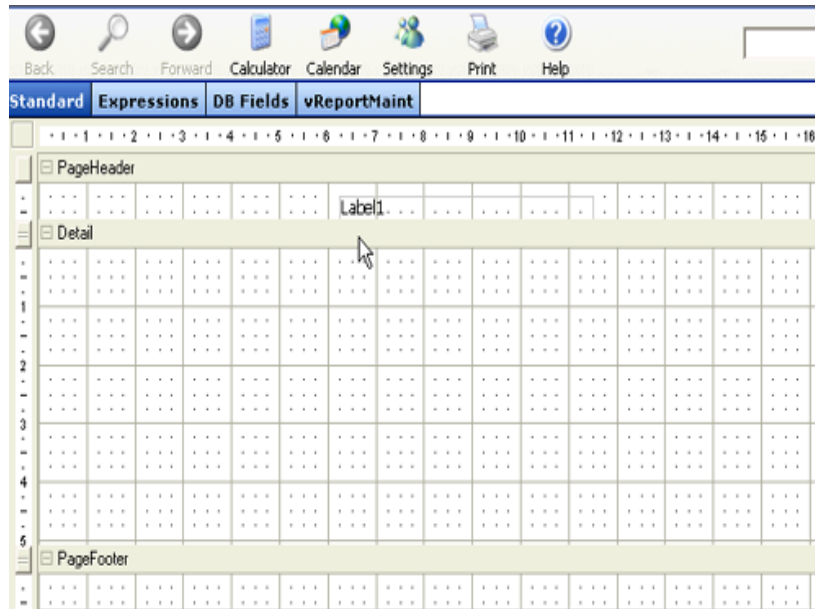 Back Search Forward Calculator Calendar Settings Print Help
Standard Expressions DB Fields vReportMaint
1 2 3 4 5 6 7 8 9 10 11 12 13 14 15 16
PageHeader
Label1
Detail
1
2
3
4
5
PageFooter